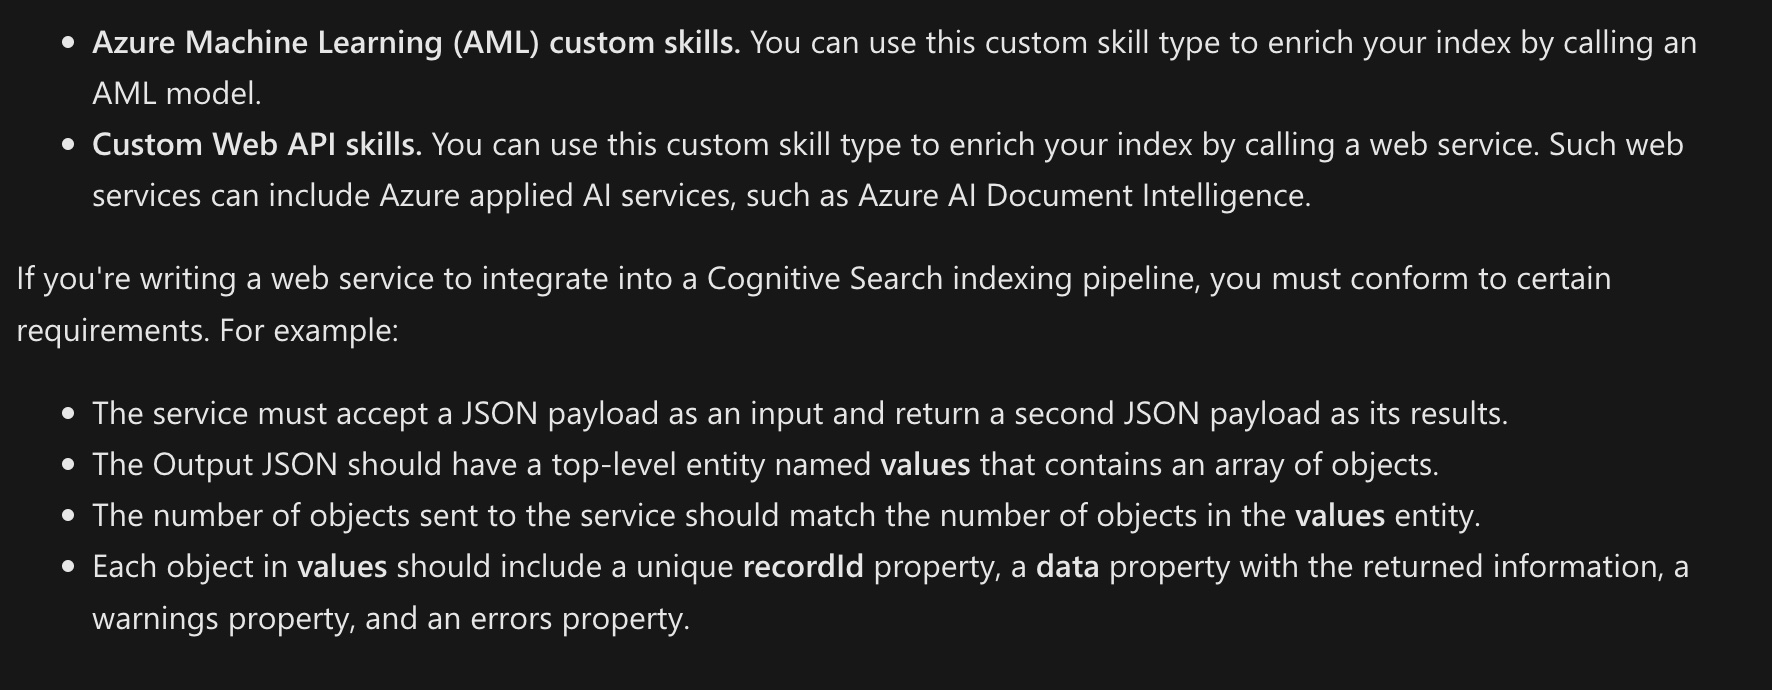 • Azure Machine Learning (AML) custom skills. You can use this custom skill type to enrich your index by calling an
AML model.
• Custom Web API skills. You can use this custom skill type to enrich your index by calling a web service. Such web
services can include Azure applied AI services, such as Azure AI Document Intelligence.
If you're writing a web service to integrate into a Cognitive Search indexing pipeline, you must conform to certain
requirements. For example:
• The service must accept a JSON payload as an input and return a second JSON payload as its results.
• The Output JSON should have a top-level entity named values that contains an array of objects.
• The number of objects sent to the service should match the number of objects in the values entity.
• Each object in values should include a unique recordId property, a data property with the returned information, a
warnings property, and an errors property.